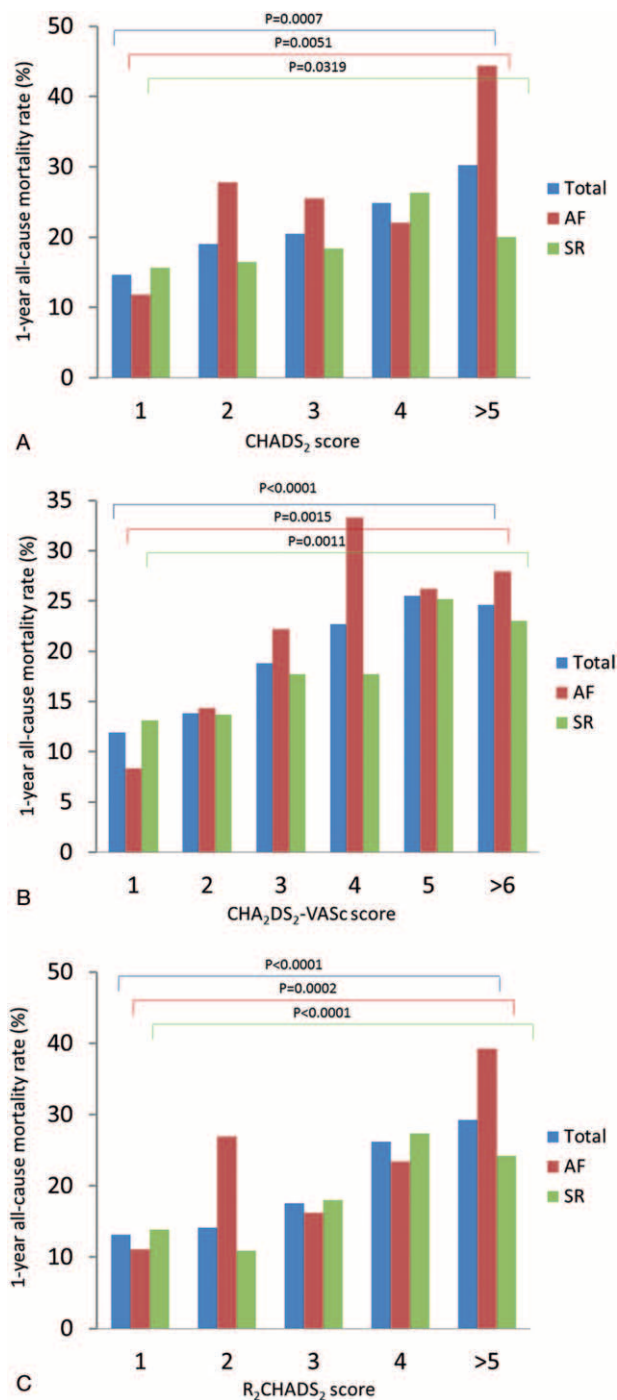 P=0.0007
P=0.0051
P=0.0319
1-year all-cause mortality rate (%)
50
40
30
20
10
0
Total
AF
SR
1 2 3 4 >5
A
CHADS₂ score
P<0.0001
P=0.0015
P=0.0011
1-year all-cause mortality rate (%)
35
30
25
20
15
10
5
0
Total
AF
SR
1 2 3 4 5 >6
B
CHA₂DS₂-VASc score
P<0.0001
P=0.0002
P<0.0001
1-year all-cause mortality rate (%)
50
40
30
20
10
0
Total
AF
SR
1 2 3 4 >5
C
R₂CHADS₂ score